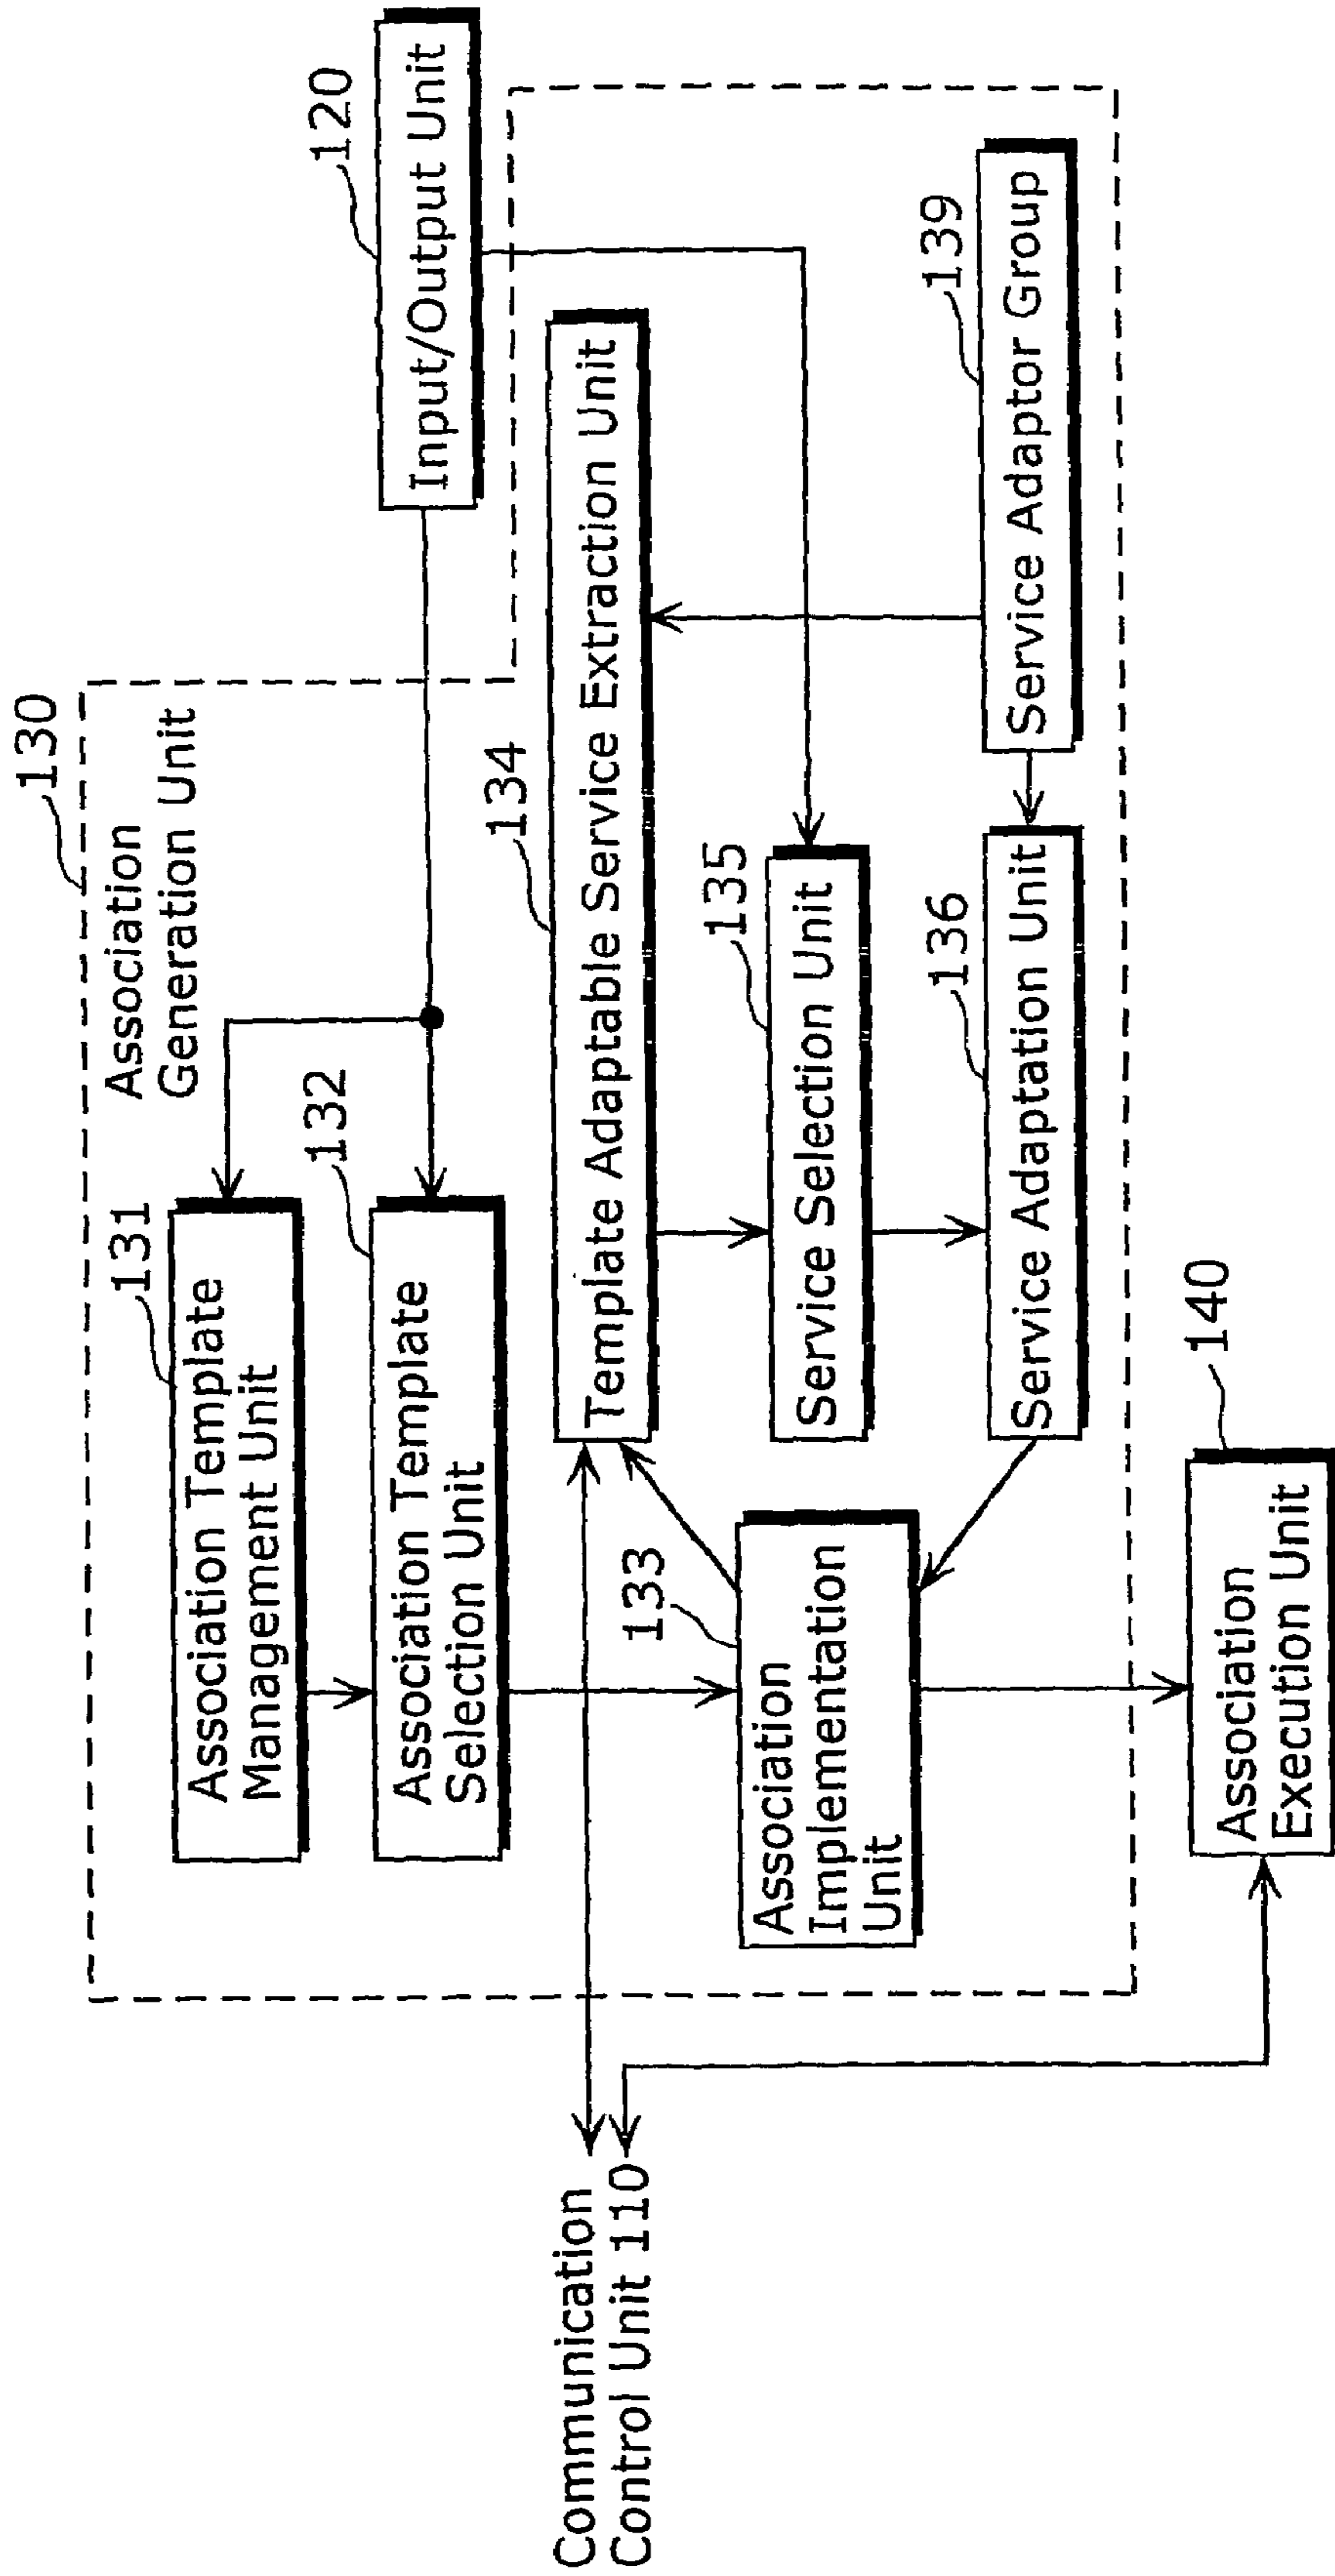 130
Association
Generation Unit
120
Input/Output Unit
131
Association Template
Management Unit
132
Association Template
Selection Unit
134
Template Adaptable Service Extraction Unit
Communication
Control Unit 110
133
Association
Implementation
Unit
135
Service Selection Unit
136
Service Adaptation Unit
139
Service Adaptor Group
140
Association
Execution Unit